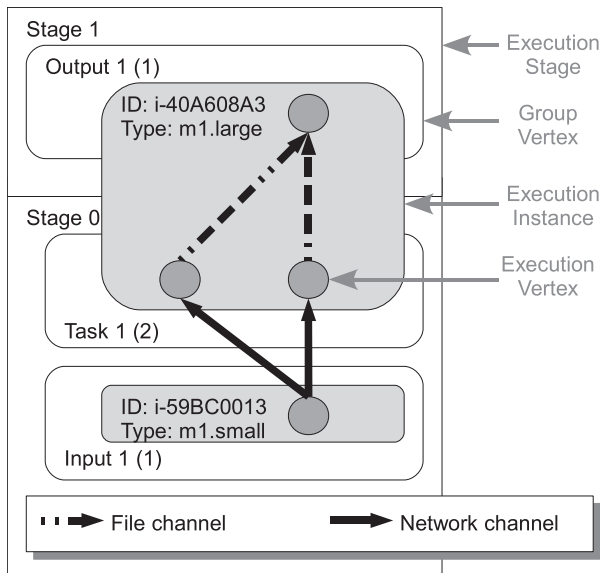 Stage 1
Output 1 (1)
ID: i-40A608A3
Type: m1.large
Execution
Stage
Group
Vertex
Execution
Instance
Stage 0
Execution
Vertex
Task 1 (2)
ID: i-59BC0013
Type: m1.small
Input 1 (1)
File channel
Network channel